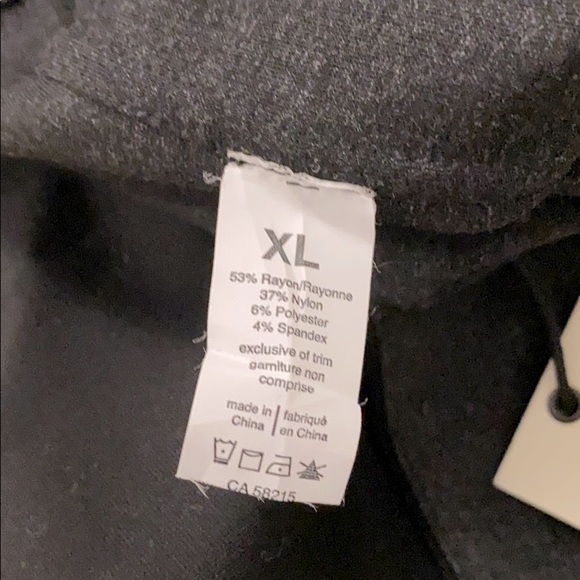 XL
53% Rayon/Rayonne
37% Nylon
6% Polyester
4% Spandex
exclusive of trim
garniture non
comprise
made in | fabriqué
China | en China
CA 58215